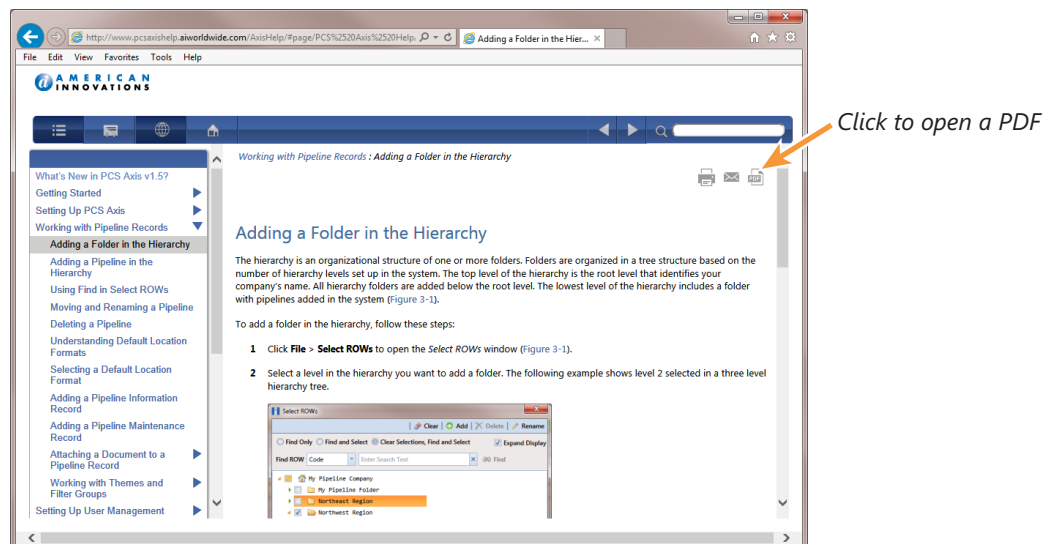 http://www.pcsaxishelp.aiworldwide.com/AxisHelp/#page/PCS%2520Axis%2520Help,
Adding a Folder in the Hier...
File Edit View Favorites Tools Help
AMERICAN
INNOVATIONS
Click to open a PDF
What's New in PCS Axis v1.5?
Getting Started
Setting Up PCS Axis
Working with Pipeline Records
Adding a Folder in the Hierarchy
Adding a Pipeline in the
Hierarchy
Using Find in Select ROWs
Moving and Renaming a Pipeline
Deleting a Pipeline
Understanding Default Location
Formats
Selecting a Default Location
Format
Adding a Pipeline Information
Record
Adding a Pipeline Maintenance
Record
Attaching a Document to a
Pipeline Record
Working with Themes and
Filter Groups
Setting Up User Management
Working with Pipeline Records : Adding a Folder in the Hierarchy
PDF
Adding a Folder in the Hierarchy
The hierarchy is an organizational structure of one or more folders. Folders are organized in a tree structure based on the
number of hierarchy levels set up in the system. The top level of the hierarchy is the root level that identifies your
company's name. All hierarchy folders are added below the root level. The lowest level of the hierarchy includes a folder
with pipelines added in the system (Figure 3-1).
To add a folder in the hierarchy, follow these steps:
1 Click File > Select ROWs to open the Select ROWs window (Figure 3-1).
2 Select a level in the hierarchy you want to add a folder. The following example shows level 2 selected in a three level
hierarchy tree.
Select ROWs
Clear Add Delete Rename
Find Only Find and Select Clear Selections, Find and Select Expand Display
Find ROW Code Enter Search Text Find
My Pipeline Company
My Pipeline Folder
Northeast Region
Northwest Region